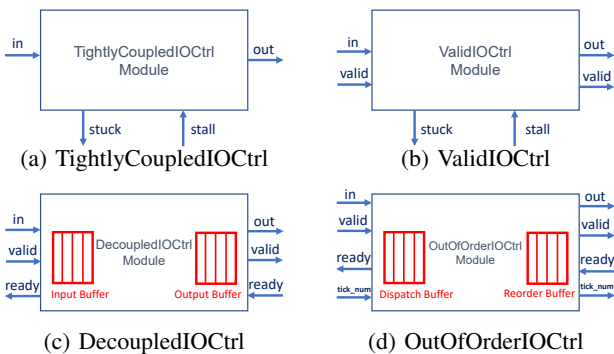 in
TightlyCoupledIOCtrl
Module
out
stuck
stall
(a) TightlyCoupledIOCtrl
in
valid
ValidIOCtrl
Module
out
valid
stuck
stall
(b) ValidIOCtrl
in
valid
ready
DecoupledIOCtrl
Module
Input Buffer
Output Buffer
out
valid
ready
(c) DecoupledIOCtrl
in
valid
ready
tick_num
OutOfOrderIOCtrl
Module
Dispatch Buffer
Reorder Buffer
out
valid
ready
tick_num
(d) OutOfOrderIOCtrl